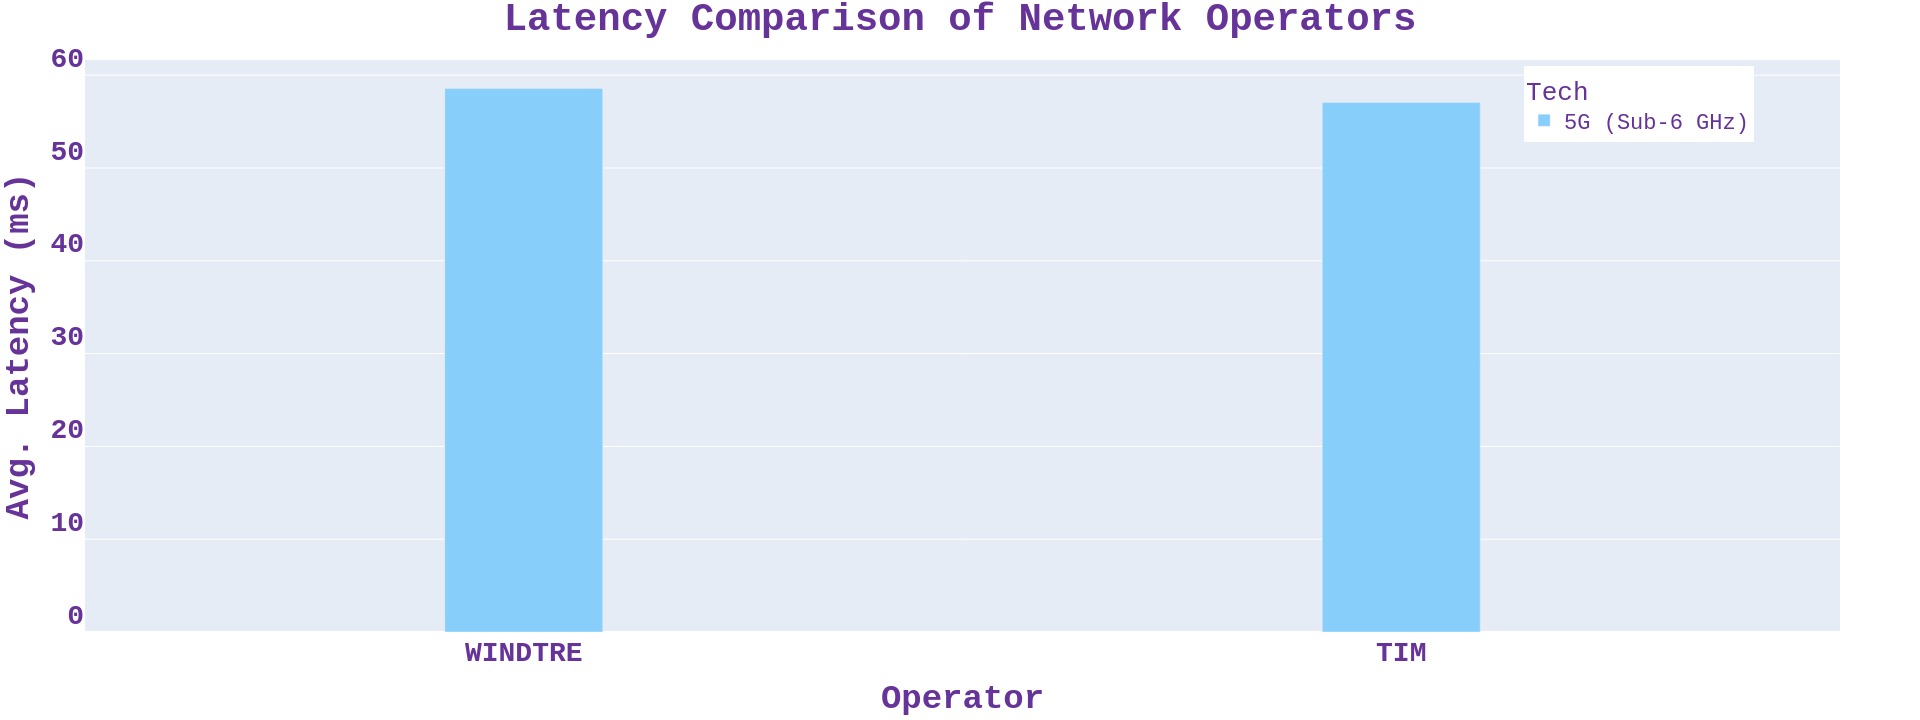 Latency Comparison of Network Operators
60
50
40
30
20
10
0
Avg. Latency (ms)
Tech
5G (Sub-6 GHz)
WINDTRE
TIM
Operator